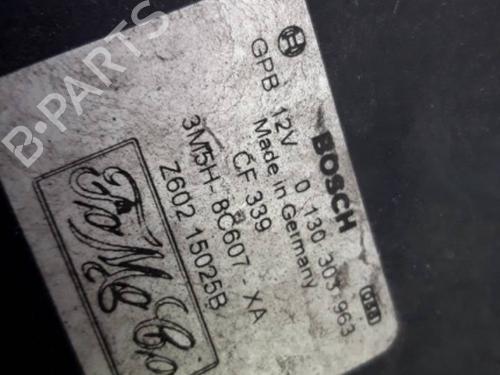 BOSCH
GPB 12V 0 130 303 963
Made in Germany
CF 339
3M5H-8C607-XA
Z602 15025B
B-PARTS